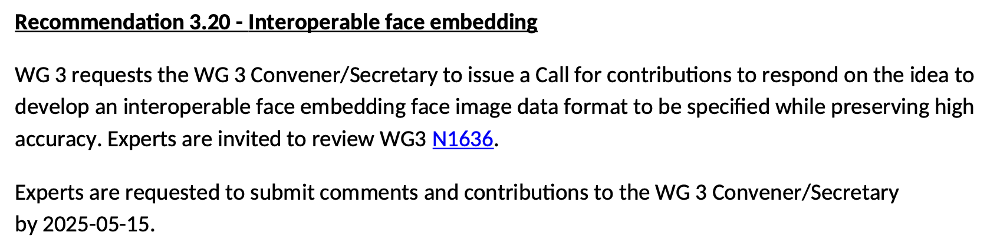 Recommendation 3.20 - Interoperable face embedding
WG 3 requests the WG 3 Convener/Secretary to issue a Call for contributions to respond on the idea to
develop an interoperable face embedding face image data format to be specified while preserving high
accuracy. Experts are invited to review WG3 N1636.
Experts are requested to submit comments and contributions to the WG 3 Convener/Secretary
by 2025-05-15.